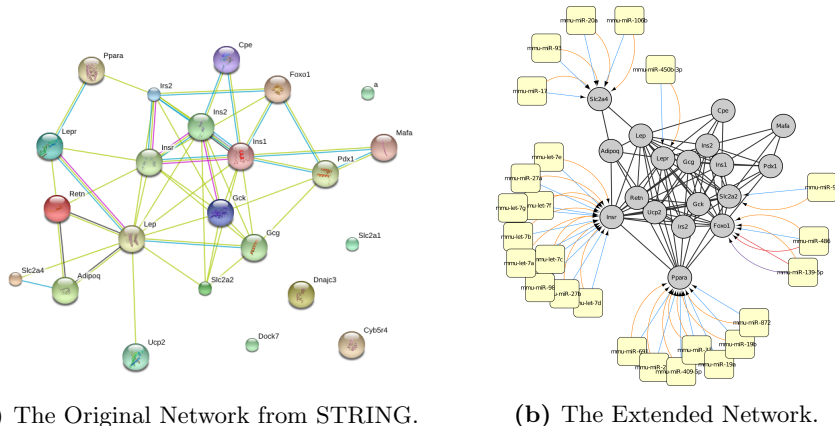 Ppara
Cpe
Irs2
Foxo1
a
Ins2
Lepr
Insr
Ins1
Mafa
Pdx1
Retn
Gck
Lep
Gcg
Slc2a1
Slc2a4
Adipoq
Slc2a2
Dnajc3
Ucp2
Dock7
Cyb5r4
) The Original Network from STRING.
mmu-miR-20a
mmu-miR-106b
mmu-miR-93
mmu-miR-450b-3p
mmu-miR-17
Slc2a4
Cpe
Mafa
Lep
Adipoq
Ins2
Lepr
Gcg
Ins1
Pdx1
mmu-let-7e
mmu-miR-27a
mmu-let-7f
mmu-let-7g
Retn
Slc2a2
Gck
Ucp2
Insr
Foxo1
Irs2
mmu-let-7b
mmu-miR-486
mmu-let-7c
mmu-let-7a
mmu-miR-139-5p
mmu-miR-98
mmu-miR-27b
mmu-let-7d
Ppara
mmu-miR-872
mmu-miR-19b
mmu-miR-19a
mmu-miR-409-5p
(b) The Extended Network.